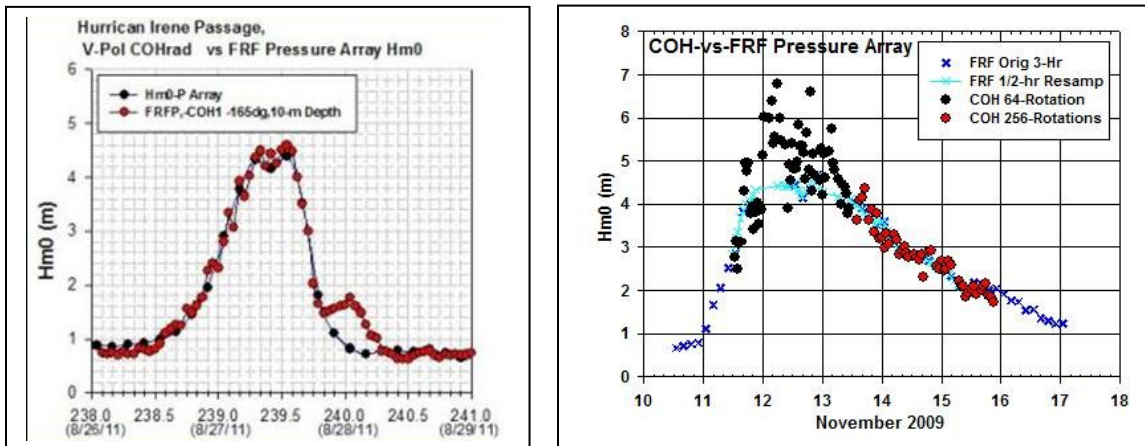 Hurrican Irene Passage,
V-Pol COHrad vs FRF Pressure Array Hm0
Hm0-P Array
FRFP,-COH1 -165dg,10-m Depth
Hm0 (m)
6
5
4
3
2
1
0
238.0 238.5 239.0 239.5 240.0 240.5 241.0
(8/26/11) (8/27/11) (8/28/11) (8/29/11)
COH-vs-FRF Pressure Array
FRF Orig 3-Hr
FRF 1/2-hr Resamp
COH 64-Rotation
COH 256-Rotations
Hm0 (m)
8
7
6
5
4
3
2
1
0
10 11 12 13 14 15 16 17 18
November 2009